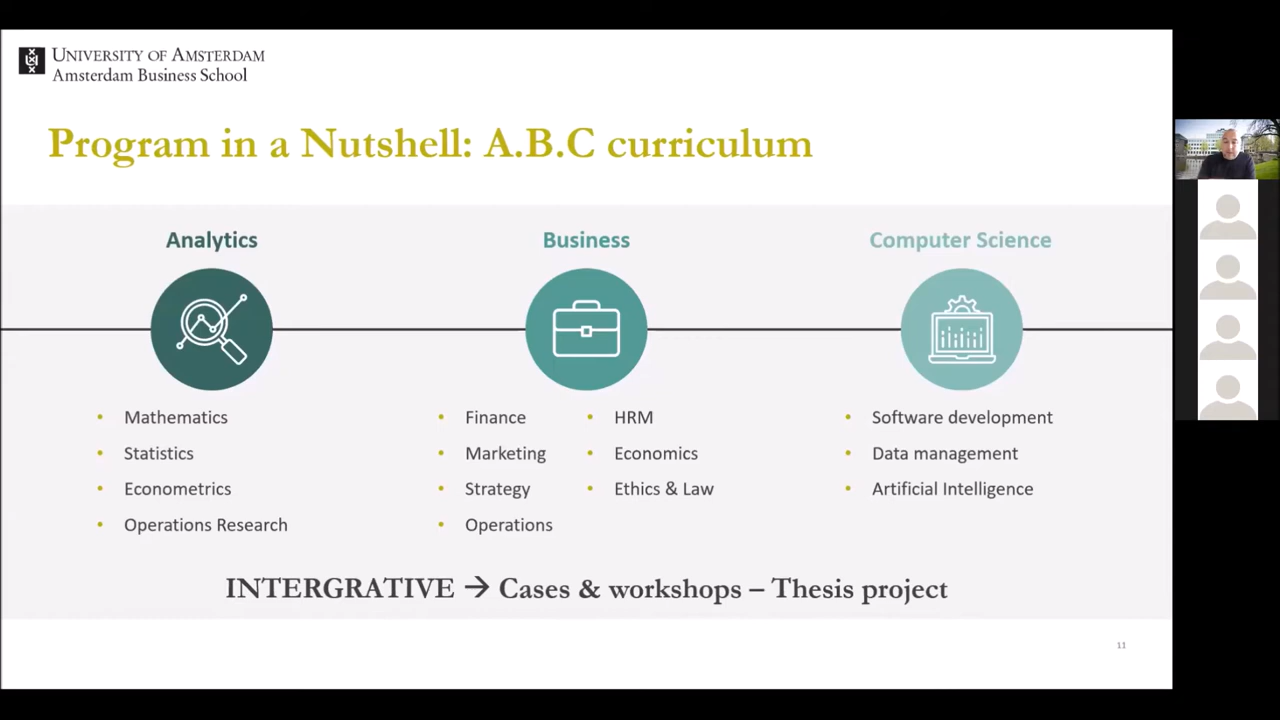 UNIVERSITY OF AMSTERDAM
Amsterdam Business School
Program in a Nutshell: A.B.C curriculum
Analytics
Mathematics
Statistics
Econometrics
Operations Research
Business
Finance
Marketing
Strategy
Operations
HRM
Economics
Ethics & Law
Computer Science
Software development
Data management
Artificial Intelligence
INTERGRATIVE → Cases & workshops – Thesis project
11